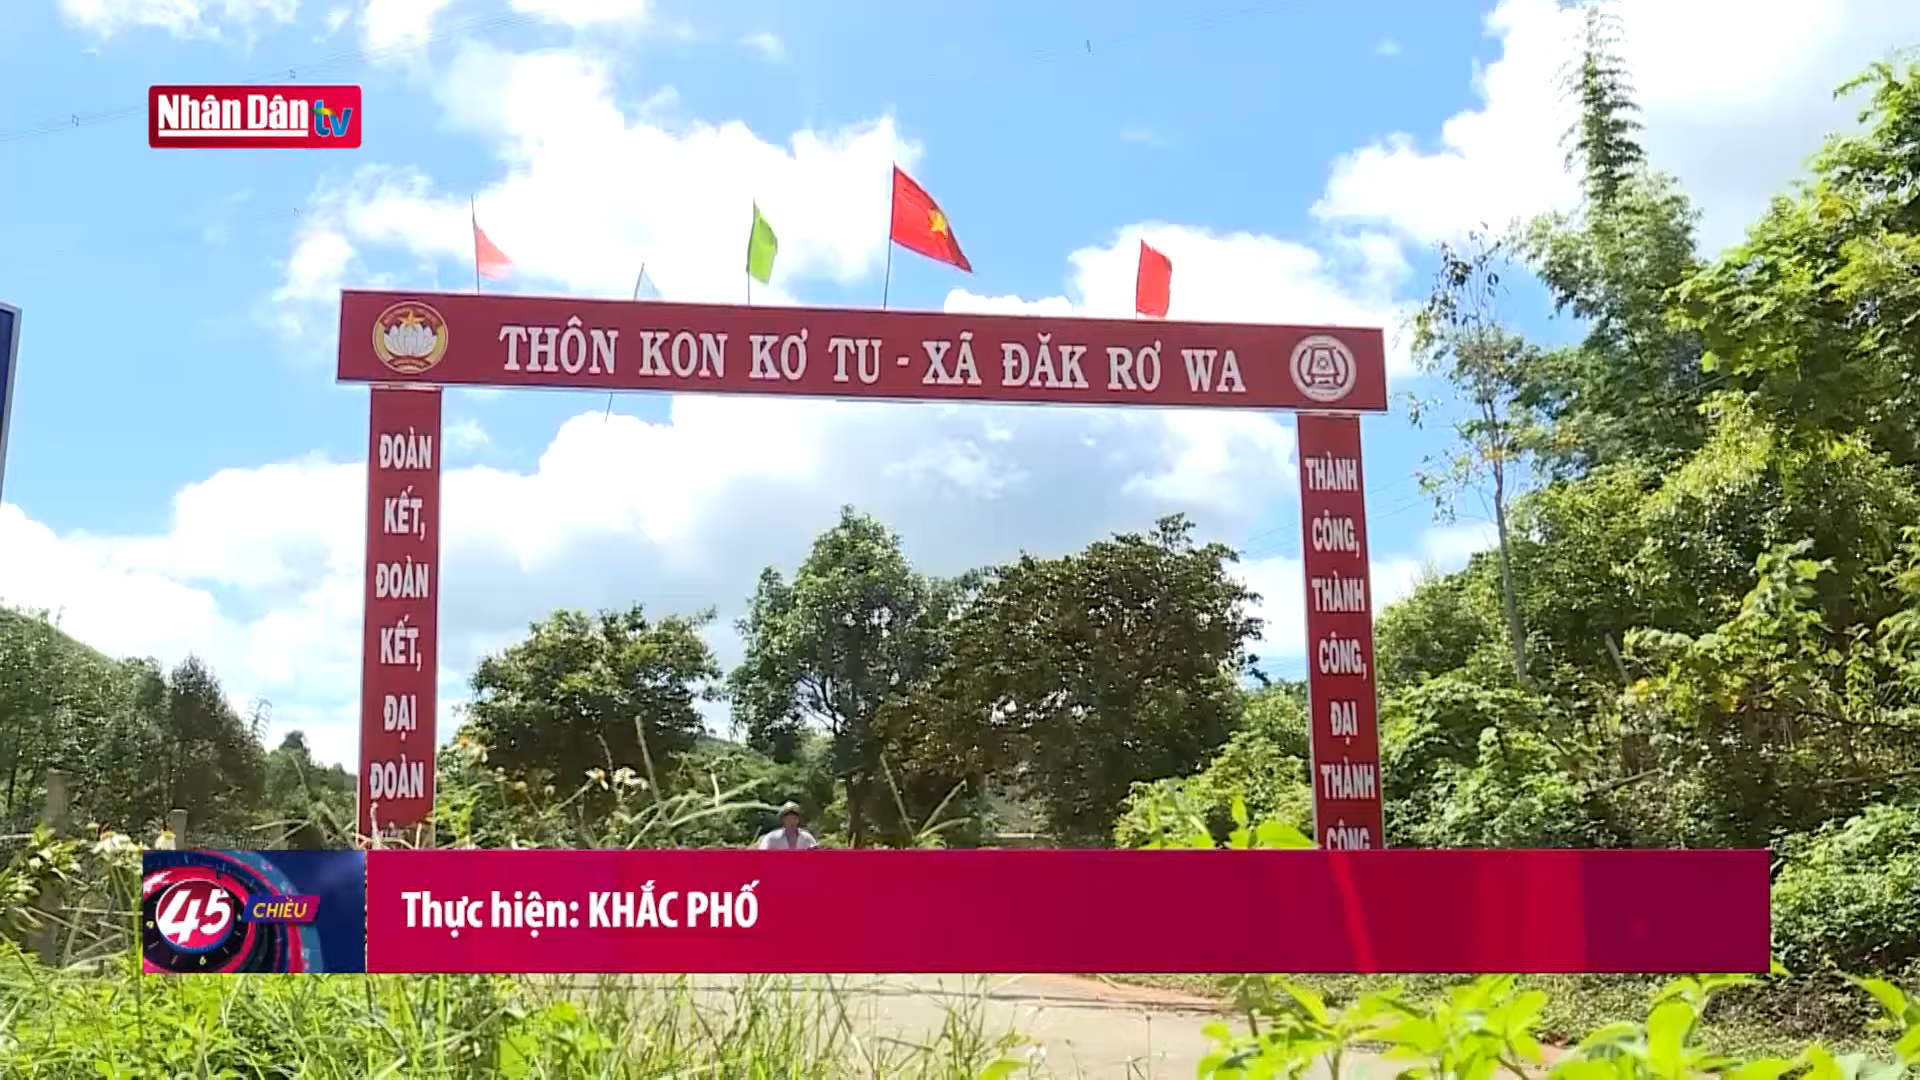 Nhân Dân tv
THÔN KON KƠ TU - XÃ ĐĂK RƠ WA
ĐOÀN
KẾT,
ĐOÀN
KẾT,
ĐẠI
ĐOÀN
THÀNH
CÔNG,
THÀNH
CÔNG,
ĐẠI
THÀNH
CÔNG
45
CHIỀU
Thực hiện: KHẮC PHỐ